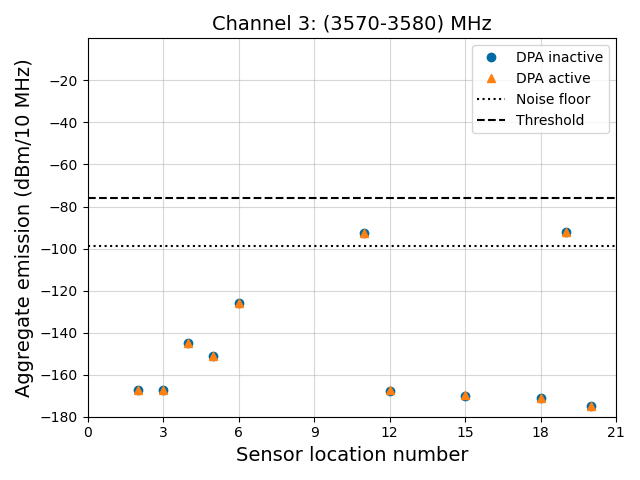 Channel 3: (3570-3580) MHz
DPA inactive
DPA active
Noise floor
Threshold
Aggregate emission (dBm/10 MHz)
−20
−40
−60
−80
−100
−120
−140
−160
−180
0 3 6 9 12 15 18 21
Sensor location number